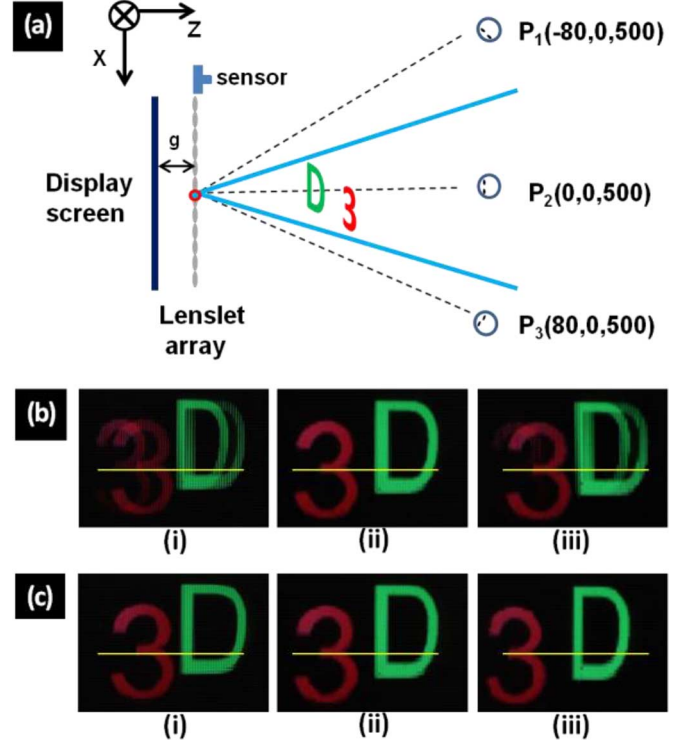 (a)
Z
X
sensor
g
Display
screen
Lenslet
array
D
3
P1(-80,0,500)
P2(0,0,500)
P3(80,0,500)
(b)
3D
3D
3D
(i)
(ii)
(iii)
(c)
3D
3D
3D
(i)
(ii)
(iii)